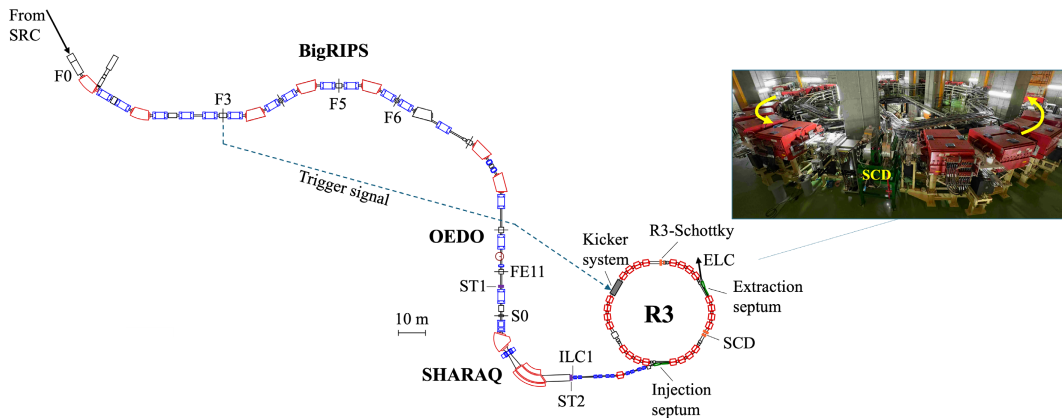 From
SRC
F0
BigRIPS
F3
F5
F6
Trigger signal
OEDO
FE11
ST1
S0
10 m
SHARAQ
ILC1
ST2
Kicker
system
R3-Schottky
ELC
Extraction
septum
R3
SCD
Injection
septum
SCD